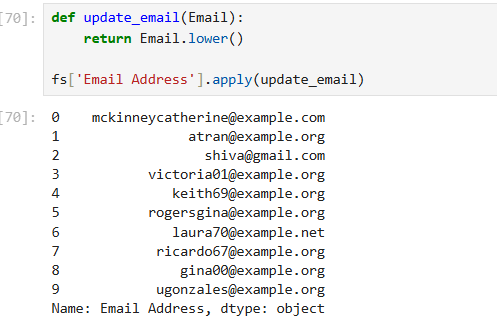 [70]: def update_email(Email):
return Email.lower()
fs['Email Address'].apply(update_email)
[70]: 0 mckinneycatherine@example.com
1 atran@example.org
2 shiva@gmail.com
3 victoria01@example.org
4 keith69@example.org
5 rogersgina@example.org
6 laura70@example.net
7 ricardo67@example.org
8 gina00@example.org
9 ugonzales@example.org
Name: Email Address, dtype: object